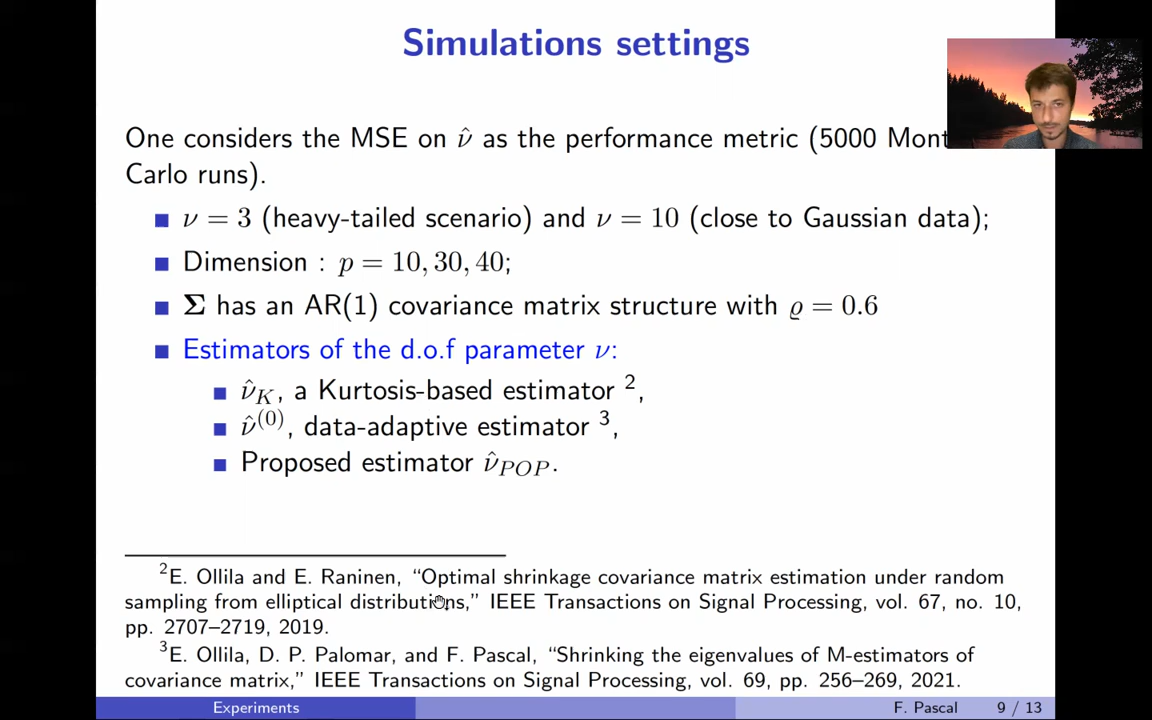 Simulations settings
One considers the MSE on ν̂ as the performance metric (5000
Carlo runs).
ν = 3 (heavy-tailed scenario) and ν = 10 (close to Gaussian data);
Dimension : p = 10, 30, 40;
Σ has an AR(1) covariance matrix structure with ϱ = 0.6
Estimators of the d.o.f parameter ν:
ν̂_K, a Kurtosis-based estimator ²,
ν̂⁽⁰⁾, data-adaptive estimator ³,
Proposed estimator ν̂_POP.
²E. Ollila and E. Raninen, “Optimal shrinkage covariance matrix estimation under random
sampling from elliptical distributions,” IEEE Transactions on Signal Processing, vol. 67, no. 10,
pp. 2707–2719, 2019.
³E. Ollila, D. P. Palomar, and F. Pascal, “Shrinking the eigenvalues of M-estimators of
covariance matrix,” IEEE Transactions on Signal Processing, vol. 69, pp. 256–269, 2021.
Experiments F. Pascal 9 / 13